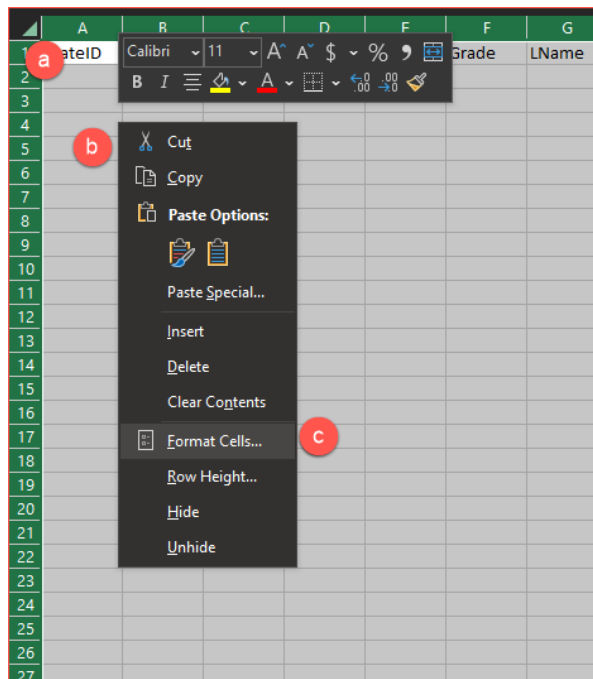 A B C D E F G
1 a ateID Calibri 11 A A $ % Grade LName
2 B I A .00 .00
3
4
5 b Cut
6 Copy
7
8 Paste Options:
9
10
11 Paste Special...
12
13 Insert
14 Delete
15
16 Clear Contents
17 Format Cells... c
18
19 Row Height...
20 Hide
21
22 Unhide
23
24
25
26
27